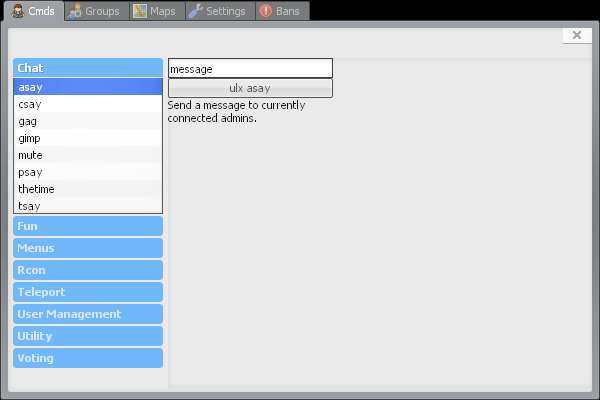 Cmds
Groups
Maps
Settings
Bans
Chat
asay
csay
gag
gimp
mute
psay
thetime
tsay
Fun
Menus
Rcon
Teleport
User Management
Utility
Voting
message
ulx asay
Send a message to currently
connected admins.